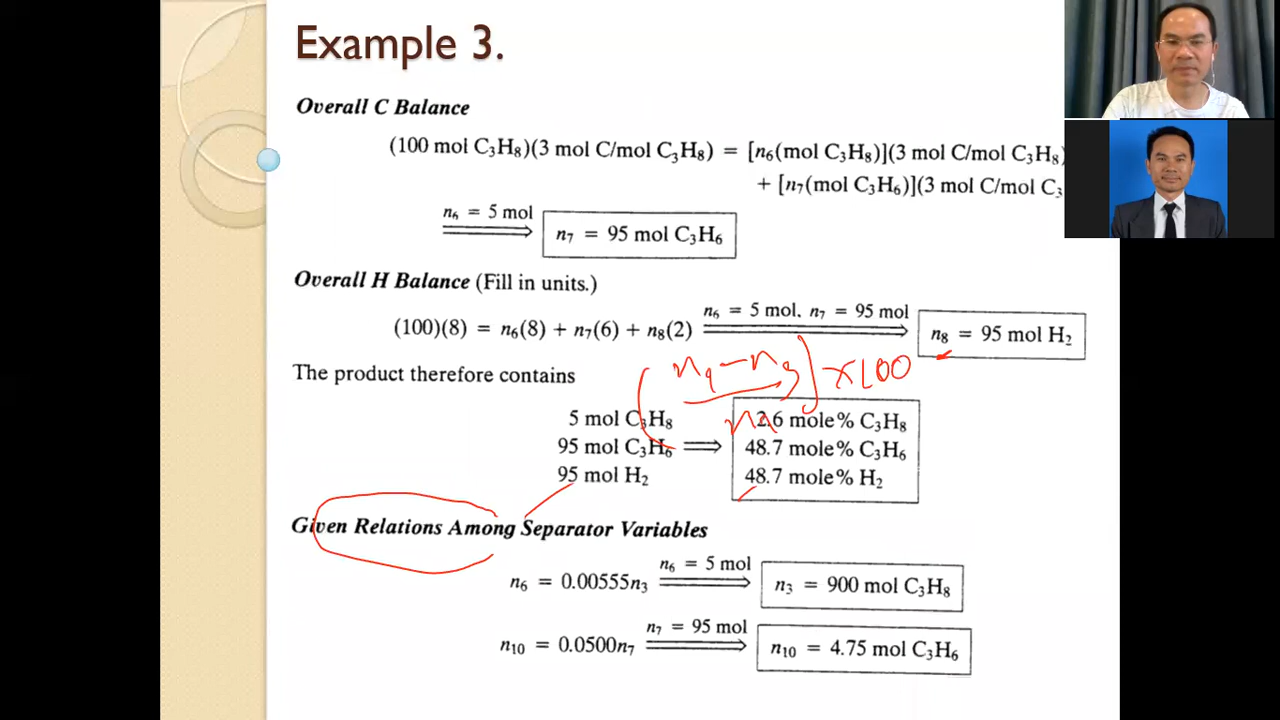 Example 3.
Overall C Balance
(100 mol C₃H₈)(3 mol C/mol C₃H₈) = [n₆(mol C₃H₈)](3 mol C/mol C₃H₈)
+ [n₇(mol C₃H₆)](3 mol C/mol C₃
n₆ = 5 mol
⟹ n₇ = 95 mol C₃H₆
Overall H Balance (Fill in units.)
n₆ = 5 mol, n₇ = 95 mol
(100)(8) = n₆(8) + n₇(6) + n₈(2) ⟹ n₈ = 95 mol H₂
The product therefore contains
×100
5 mol C₃H₈ 2.6 mole% C₃H₈
95 mol C₃H₆ ⟹ 48.7 mole% C₃H₆
95 mol H₂ 48.7 mole% H₂
Given Relations Among Separator Variables
n₆ = 5 mol
n₆ = 0.00555n₃ ⟹ n₃ = 900 mol C₃H₈
n₇ = 95 mol
n₁₀ = 0.0500n₇ ⟹ n₁₀ = 4.75 mol C₃H₆